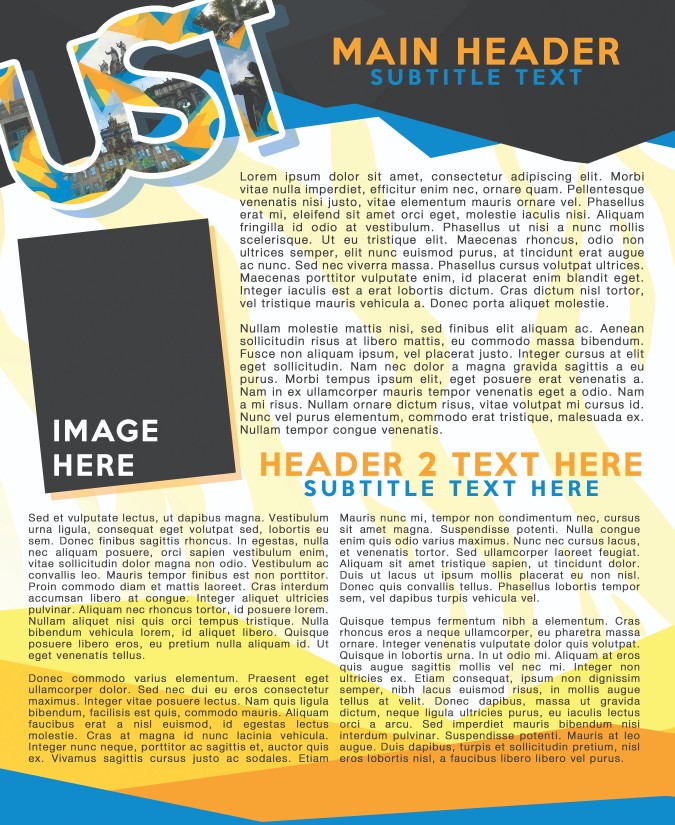 UST
MAIN HEADER
SUBTITLE TEXT
Lorem ipsum dolor sit amet, consectetur adipiscing elit. Morbi
vitae nulla imperdiet, efficitur enim nec, ornare quam. Pellentesque
venenatis nisi justo, vitae elementum mauris ornare vel. Phasellus
erat mi, eleifend sit amet orci eget, molestie iaculis nisi. Aliquam
fringilla id odio at vestibulum. Phasellus ut nisi a nunc mollis
scelerisque. Ut eu tristique elit. Maecenas rhoncus, odio non
ultrices semper, elit nunc euismod purus, at tincidunt erat augue
ac nunc. Sed nec viverra massa. Phasellus cursus volutpat ultrices.
Maecenas porttitor vulputate enim, id placerat enim blandit eget.
Integer iaculis est a erat lobortis dictum. Cras dictum nisl tortor,
vel tristique mauris vehicula a. Donec porta aliquet molestie.
Nullam molestie mattis nisi, sed finibus elit aliquam ac. Aenean
sollicitudin risus at libero mattis, eu commodo massa bibendum.
Fusce non aliquam ipsum, vel placerat justo. Integer cursus at elit
eget sollicitudin. Nam nec dolor a magna gravida sagittis a eu
purus. Morbi tempus ipsum elit, eget posuere erat venenatis a.
Nam in ex ullamcorper mauris tempor venenatis eget a odio. Nam
a mi risus. Nullam ornare dictum risus, vitae volutpat mi cursus id.
Nunc vel purus elementum, commodo erat tristique, malesuada ex.
Nullam tempor congue venenatis.
IMAGE
HERE
HEADER 2 TEXT HERE
SUBTITLE TEXT HERE
Sed et vulputate lectus, ut dapibus magna. Vestibulum
urna ligula, consequat eget volutpat sed, lobortis eu
sem. Donec finibus sagittis rhoncus. In egestas, nulla
nec aliquam posuere, orci sapien vestibulum enim,
vitae sollicitudin dolor magna non odio. Vestibulum ac
convallis leo. Mauris tempor finibus est non porttitor.
Proin commodo diam et mattis laoreet. Cras interdum
accumsan libero at congue. Integer aliquet ultricies
pulvinar. Aliquam nec rhoncus tortor, id posuere lorem.
Nullam aliquet nisi quis orci tempus tristique. Nulla
bibendum vehicula lorem, id aliquet libero. Quisque
posuere libero eros, eu pretium nulla aliquam id. Ut
eget venenatis tellus.
Donec commodo varius elementum. Praesent eget
ullamcorper dolor. Sed nec dui eu eros consectetur
maximus. Integer vitae posuere lectus. Nam quis ligula
bibendum, facilisis est quis, commodo mauris. Aliquam
faucibus erat a nisl euismod, id egestas lectus
molestie. Cras at magna id nunc lacinia vehicula.
Integer nunc neque, porttitor ac sagittis et, auctor quis
ex. Vivamus sagittis cursus justo ac sodales. Etiam
Mauris nunc mi, tempor non condimentum nec, cursus
sit amet magna. Suspendisse potenti. Nulla congue
enim quis odio varius maximus. Nunc nec cursus lacus,
et venenatis tortor. Sed ullamcorper laoreet feugiat.
Aliquam sit amet tristique sapien, ut tincidunt dolor.
Duis ut lacus ut ipsum mollis placerat eu non nisl.
Donec quis convallis tellus. Phasellus lobortis tempor
sem, vel dapibus turpis vehicula vel.
Quisque tempus fermentum nibh a elementum. Cras
rhoncus eros a neque ullamcorper, eu pharetra massa
ornare. Integer venenatis vulputate dolor quis volutpat.
Quisque in lobortis urna. In ut odio mi. Aliquam at eros
quis augue sagittis mollis vel nec mi. Integer non
ultricies ex. Etiam consequat, ipsum non dignissim
semper, nibh lacus euismod risus, in mollis augue
tellus at velit. Donec dapibus, massa ut gravida
dictum, neque ligula ultricies purus, eu iaculis lectus
orci a arcu. Sed imperdiet mauris bibendum nisl
interdum pulvinar. Suspendisse potenti. Mauris at leo
augue. Duis dapibus, turpis et sollicitudin pretium, nisl
eros lobortis nisl, a faucibus libero libero vel purus.